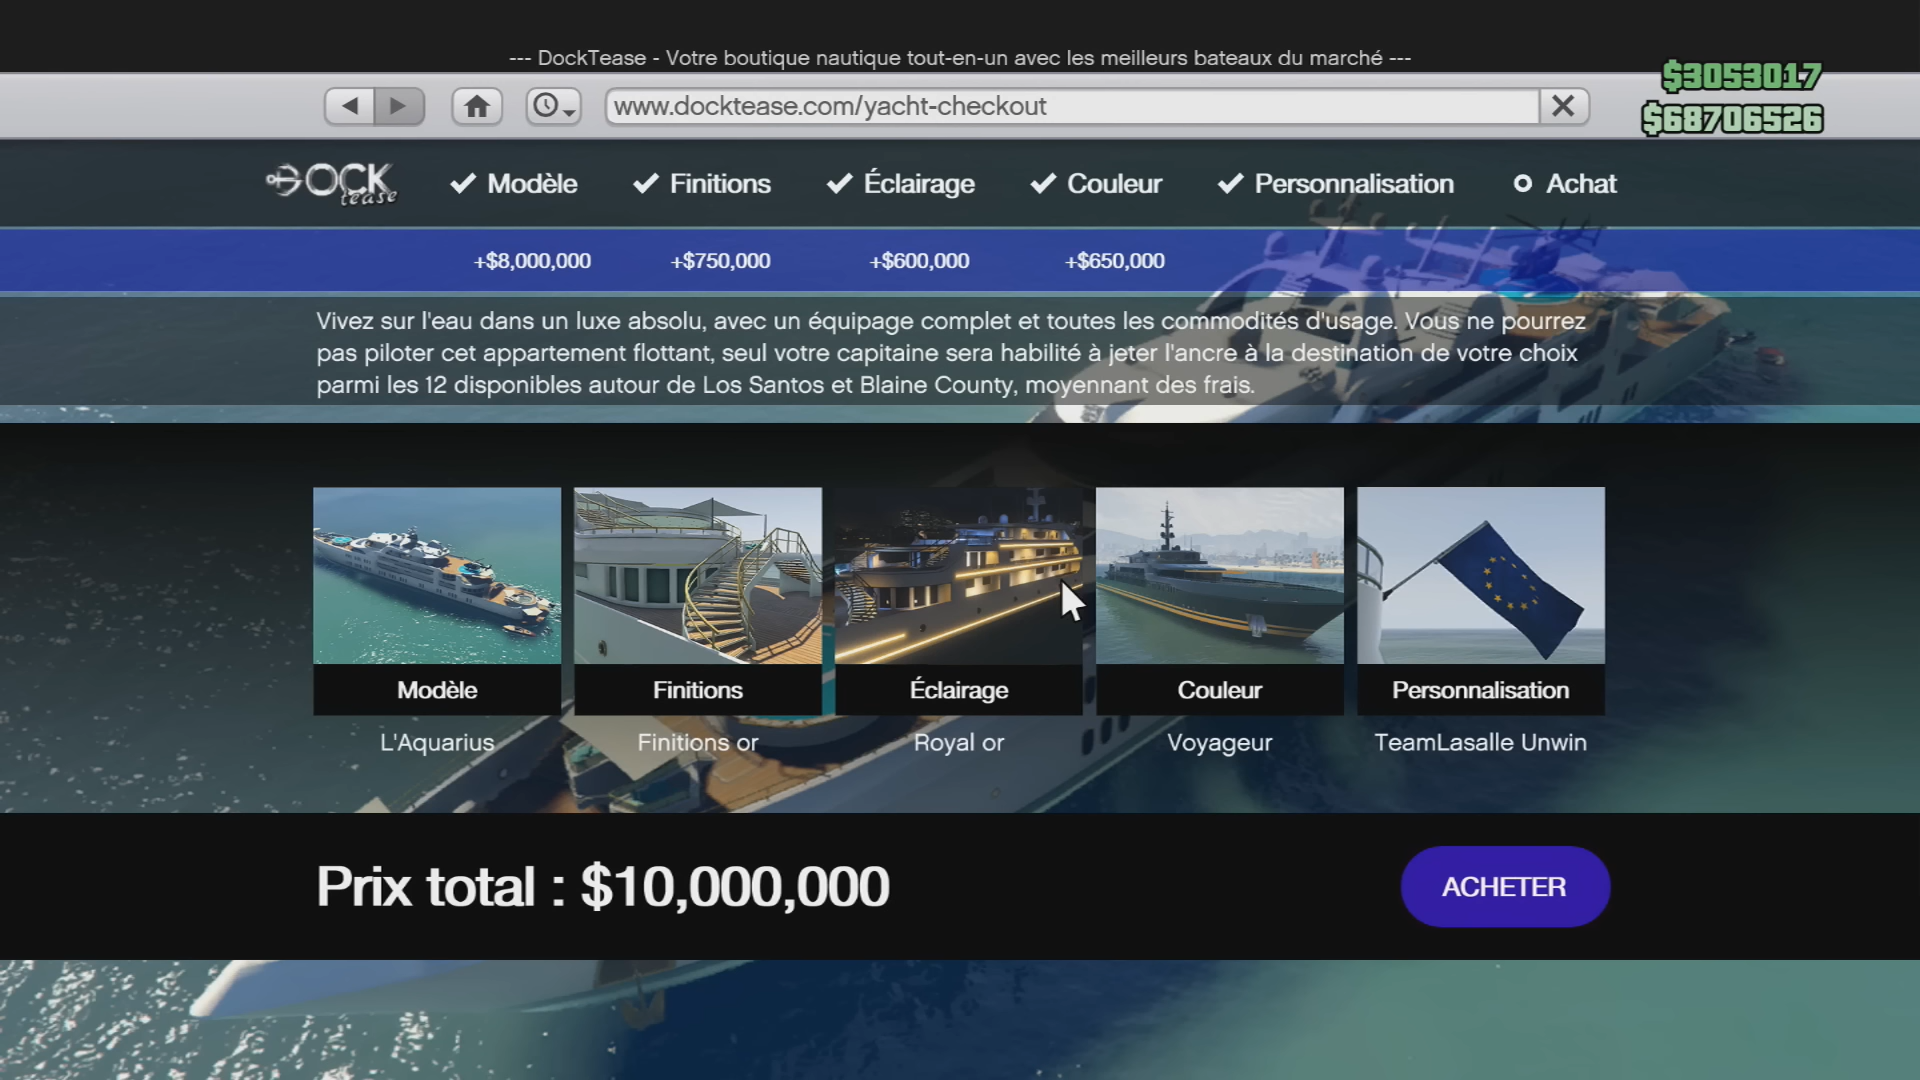 --- DockTease - Votre boutique nautique tout-en-un avec les meilleurs bateaux du marché ---
$3053017
www.docktease.com/yacht-checkout
$68706526
DOCK tease
Modèle
Finitions
Éclairage
Couleur
Personnalisation
Achat
+$8,000,000
+$750,000
+$600,000
+$650,000
Vivez sur l'eau dans un luxe absolu, avec un équipage complet et toutes les commodités d'usage. Vous ne pourrez
pas piloter cet appartement flottant, seul votre capitaine sera habilité à jeter l'ancre à la destination de votre choix
parmi les 12 disponibles autour de Los Santos et Blaine County, moyennant des frais.
Modèle
Finitions
Éclairage
Couleur
Personnalisation
L'Aquarius
Finitions or
Royal or
Voyageur
TeamLasalle Unwin
Prix total : $10,000,000
ACHETER